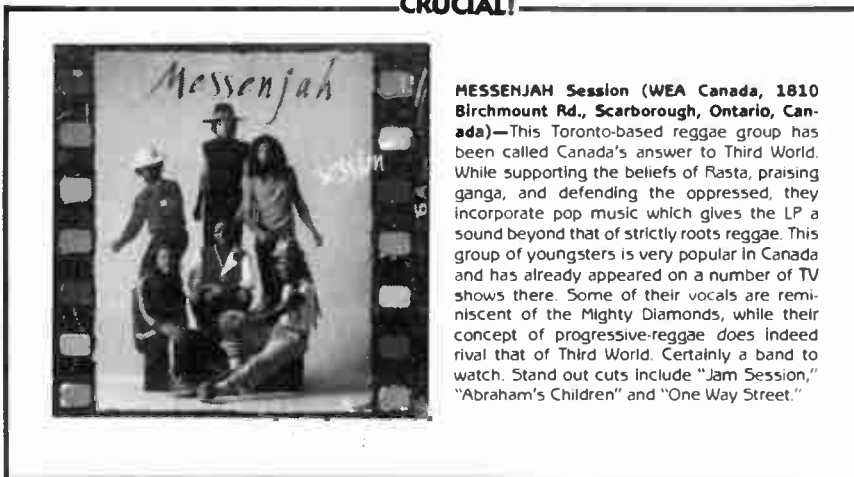 CRUCIAL!
Messenjah
session
MESSENJAH Session (WEA Canada, 1810
Birchmount Rd., Scarborough, Ontario, Can-
ada)—This Toronto-based reggae group has
been called Canada's answer to Third World.
While supporting the beliefs of Rasta, praising
ganga, and defending the oppressed, they
incorporate pop music which gives the LP a
sound beyond that of strictly roots reggae. This
group of youngsters is very popular in Canada
and has already appeared on a number of TV
shows there. Some of their vocals are remi-
niscent of the Mighty Diamonds, while their
concept of progressive-reggae does indeed
rival that of Third World. Certainly a band to
watch. Stand out cuts include "Jam Session,"
"Abraham's Children" and "One Way Street."